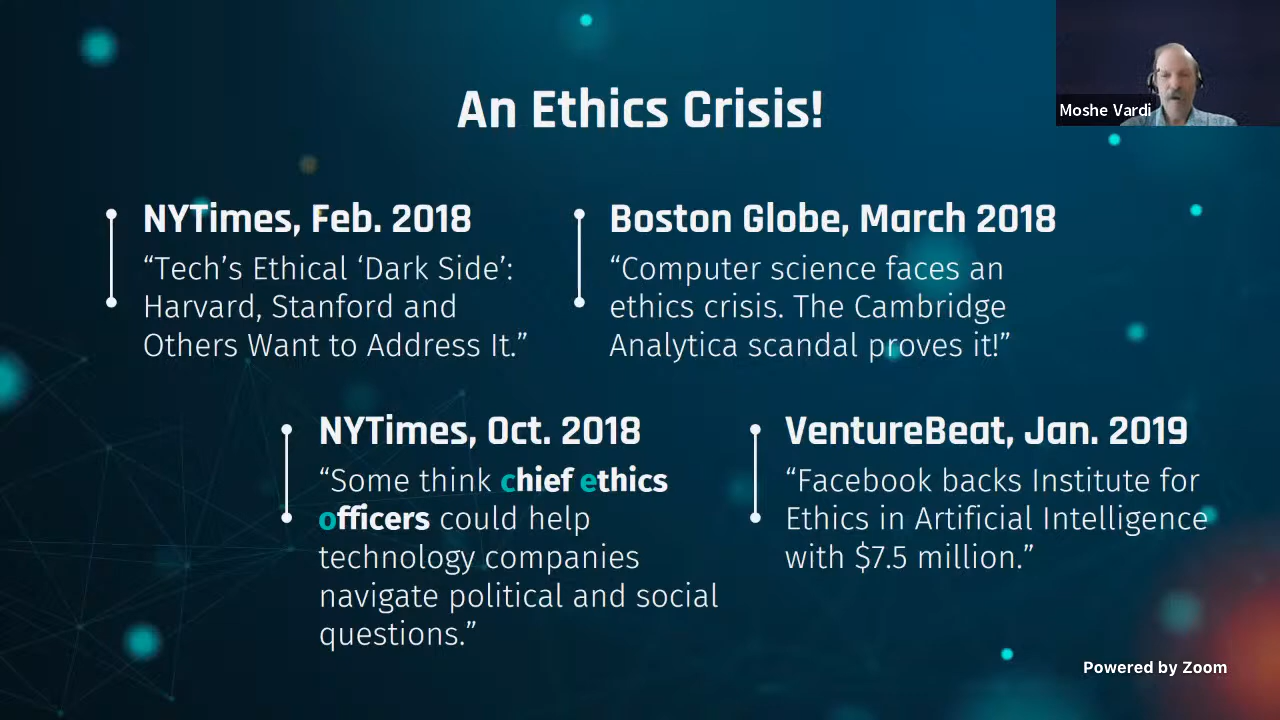 An Ethics Crisis!
Moshe Vardi
NYTimes, Feb. 2018
“Tech’s Ethical ‘Dark Side’:
Harvard, Stanford and
Others Want to Address It.”
Boston Globe, March 2018
“Computer science faces an
ethics crisis. The Cambridge
Analytica scandal proves it!”
NYTimes, Oct. 2018
“Some think chief ethics
officers could help
technology companies
navigate political and social
questions.”
VentureBeat, Jan. 2019
“Facebook backs Institute for
Ethics in Artificial Intelligence
with $7.5 million.”
Powered by Zoom